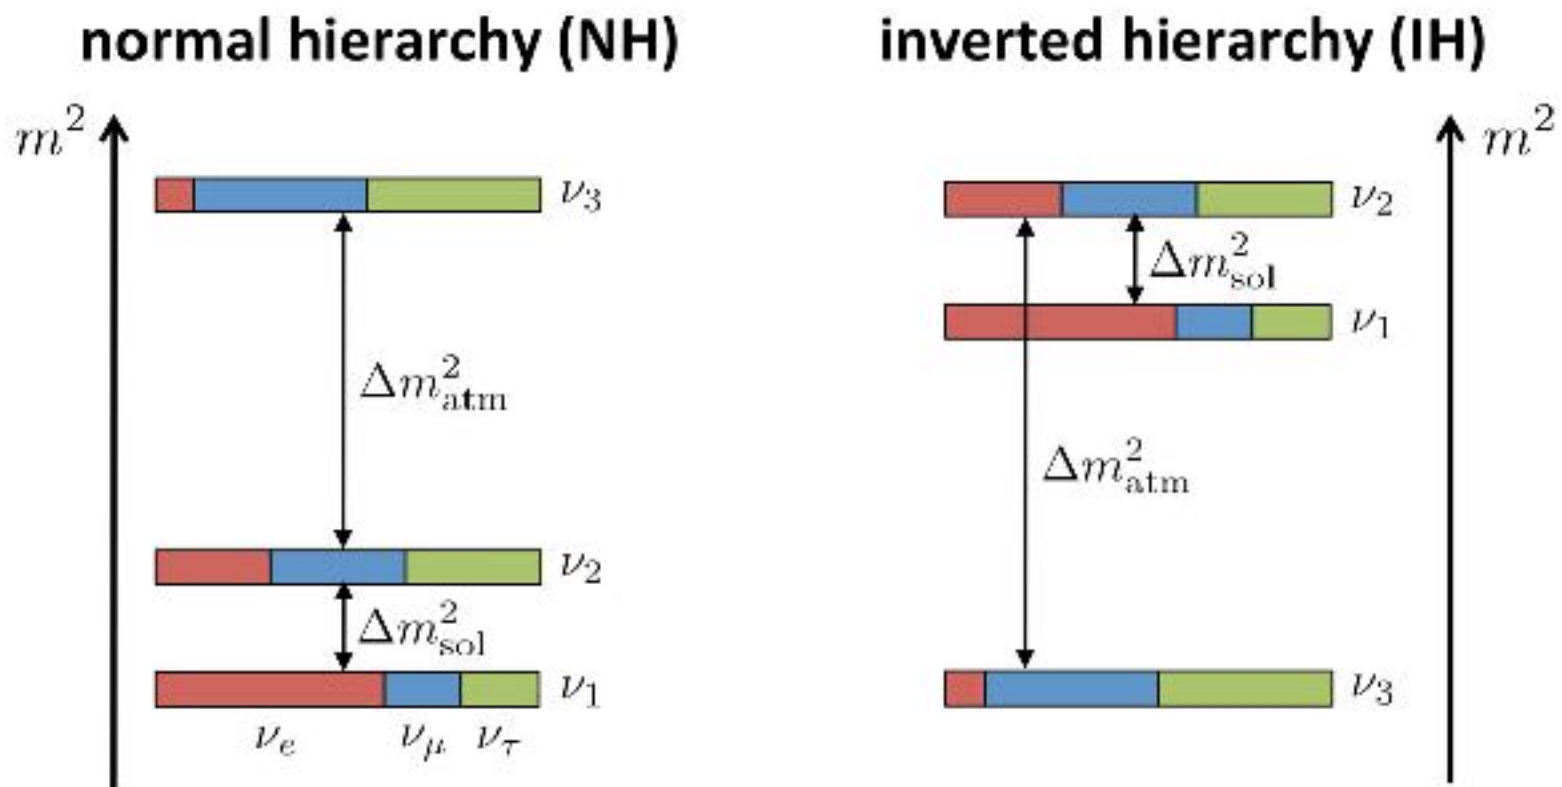 normal hierarchy (NH)
m²
ν₃
Δm²atm
ν₂
Δm²sol
ν₁
νe νμ ντ
inverted hierarchy (IH)
m²
ν₂
Δm²sol
ν₁
Δm²atm
ν₃